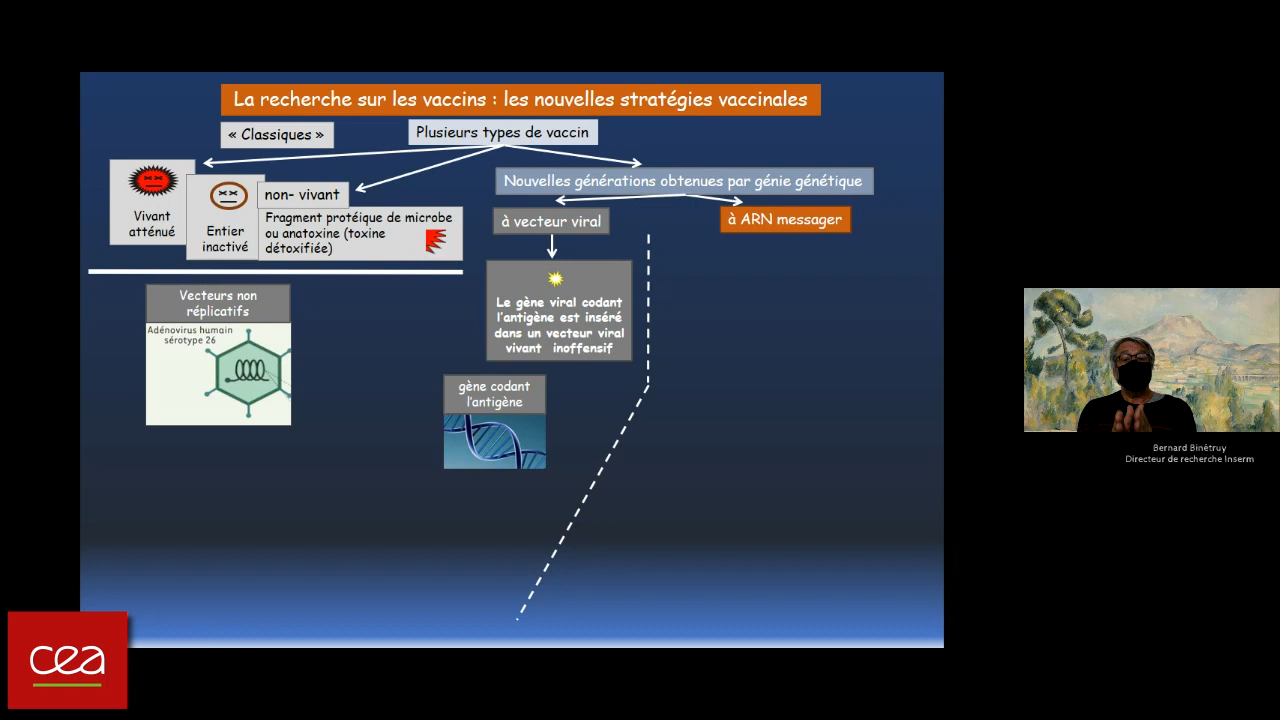 La recherche sur les vaccins : les nouvelles stratégies vaccinales
« Classiques »
Plusieurs types de vaccin
Vivant
atténué
Entier
inactivé
non- vivant
Fragment protéique de microbe
ou anatoxine (toxine
détoxifiée)
Nouvelles générations obtenues par génie génétique
à vecteur viral
à ARN messager
Le gène viral codant
l'antigène est inséré
dans un vecteur viral
vivant inoffensif
Vecteurs non
réplicatifs
Adénovirus humain
sérotype 26
gène codant
l'antigène
Bernard Binétruy
Directeur de recherche Inserm
cea